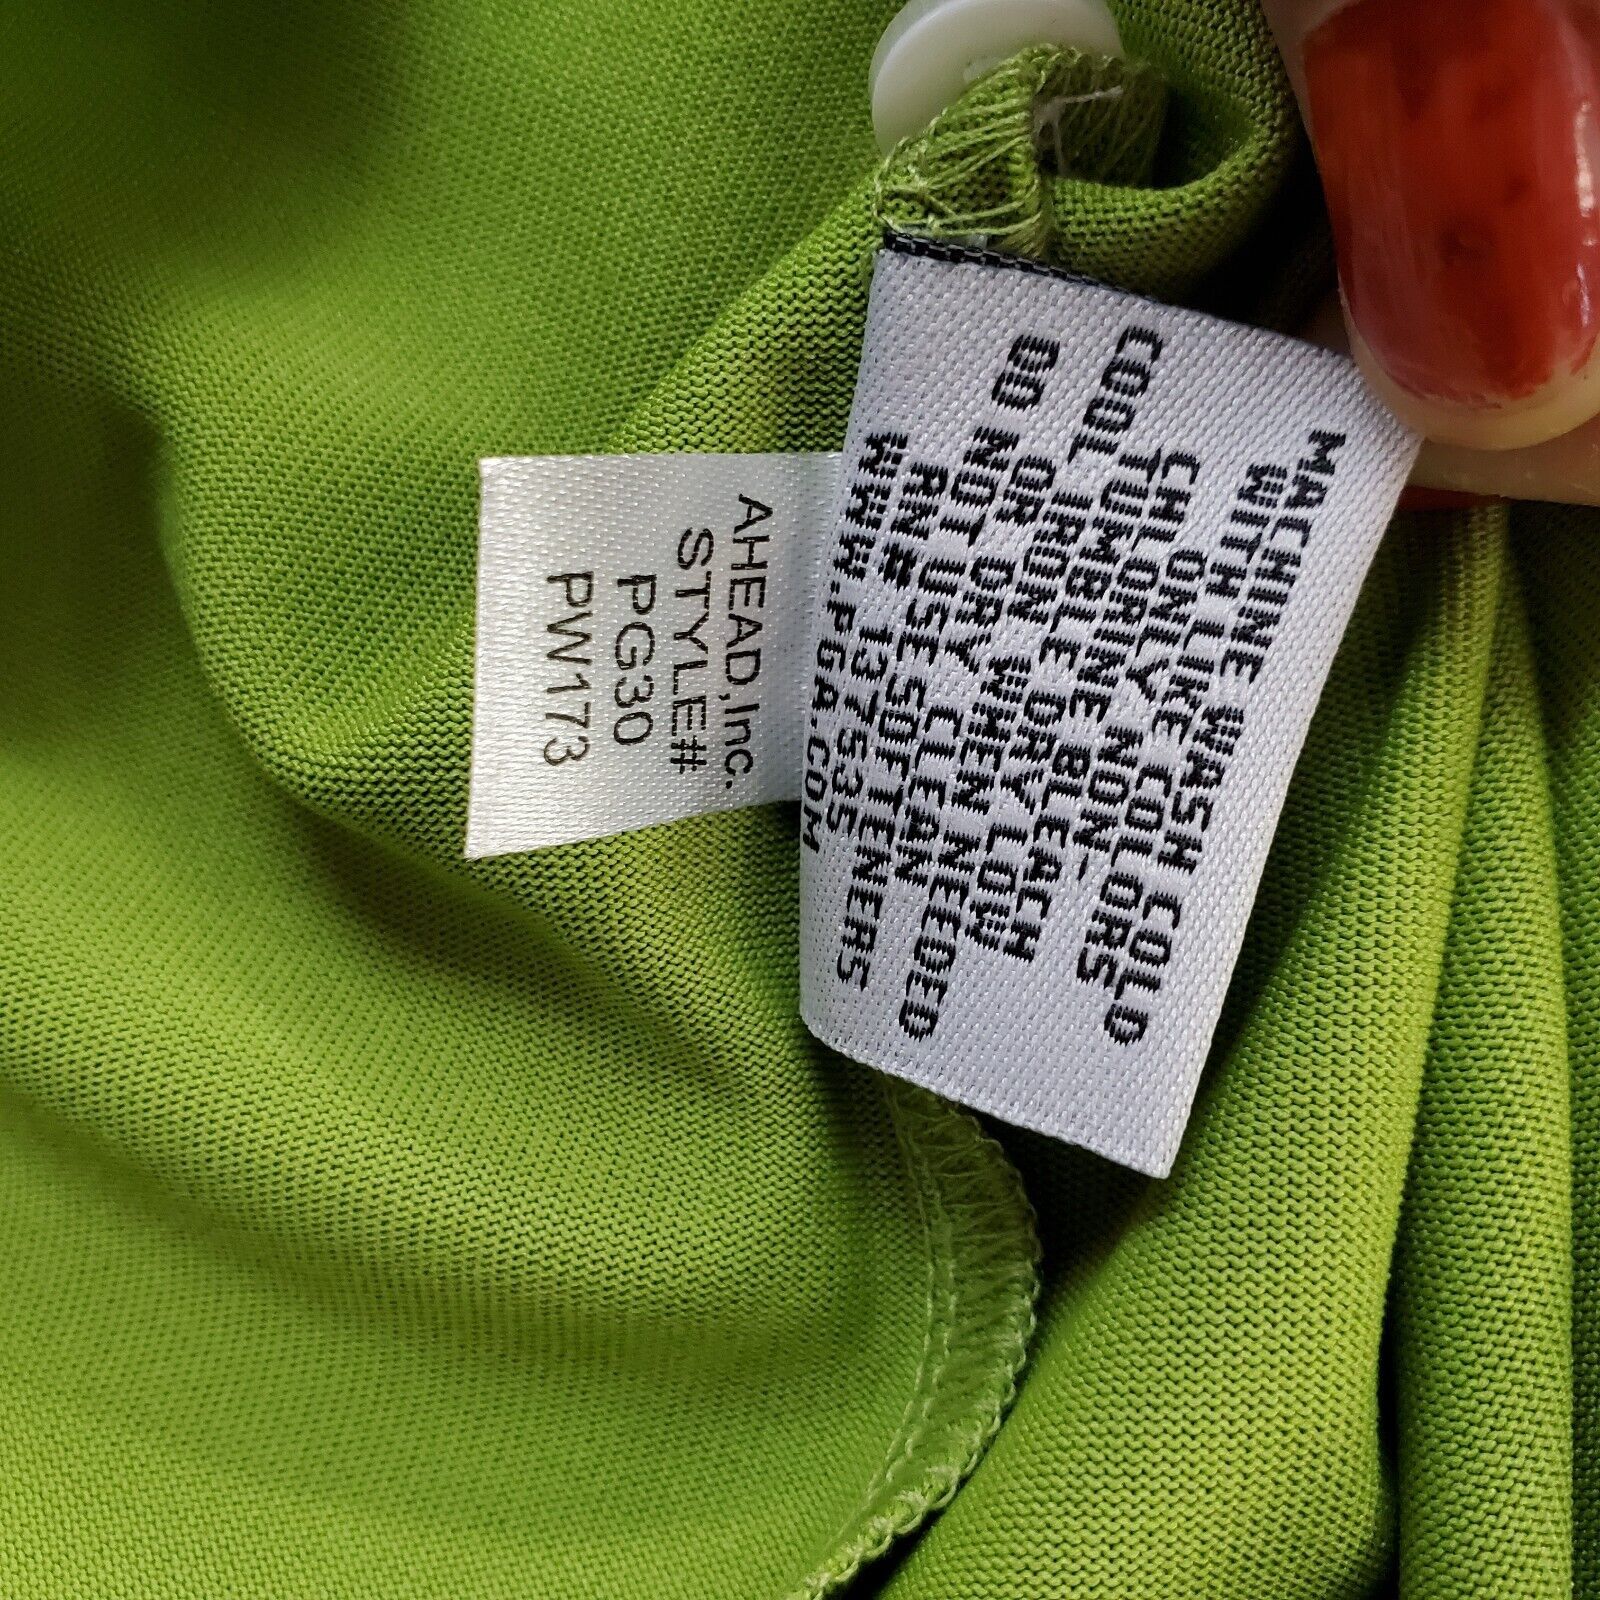 MACHINE WASH COLD
WITH LIKE COLORS
ONLY NON-
CHLORINE BLEACH
TUMBLE DRY LOW
COOL IRON WHEN NEEDED
OR DRY CLEAN
DO NOT USE SOFTENERS
RN# 137535
WWW.PGA.COM
AHEAD,Inc.
STYLE#
PG30
PW173